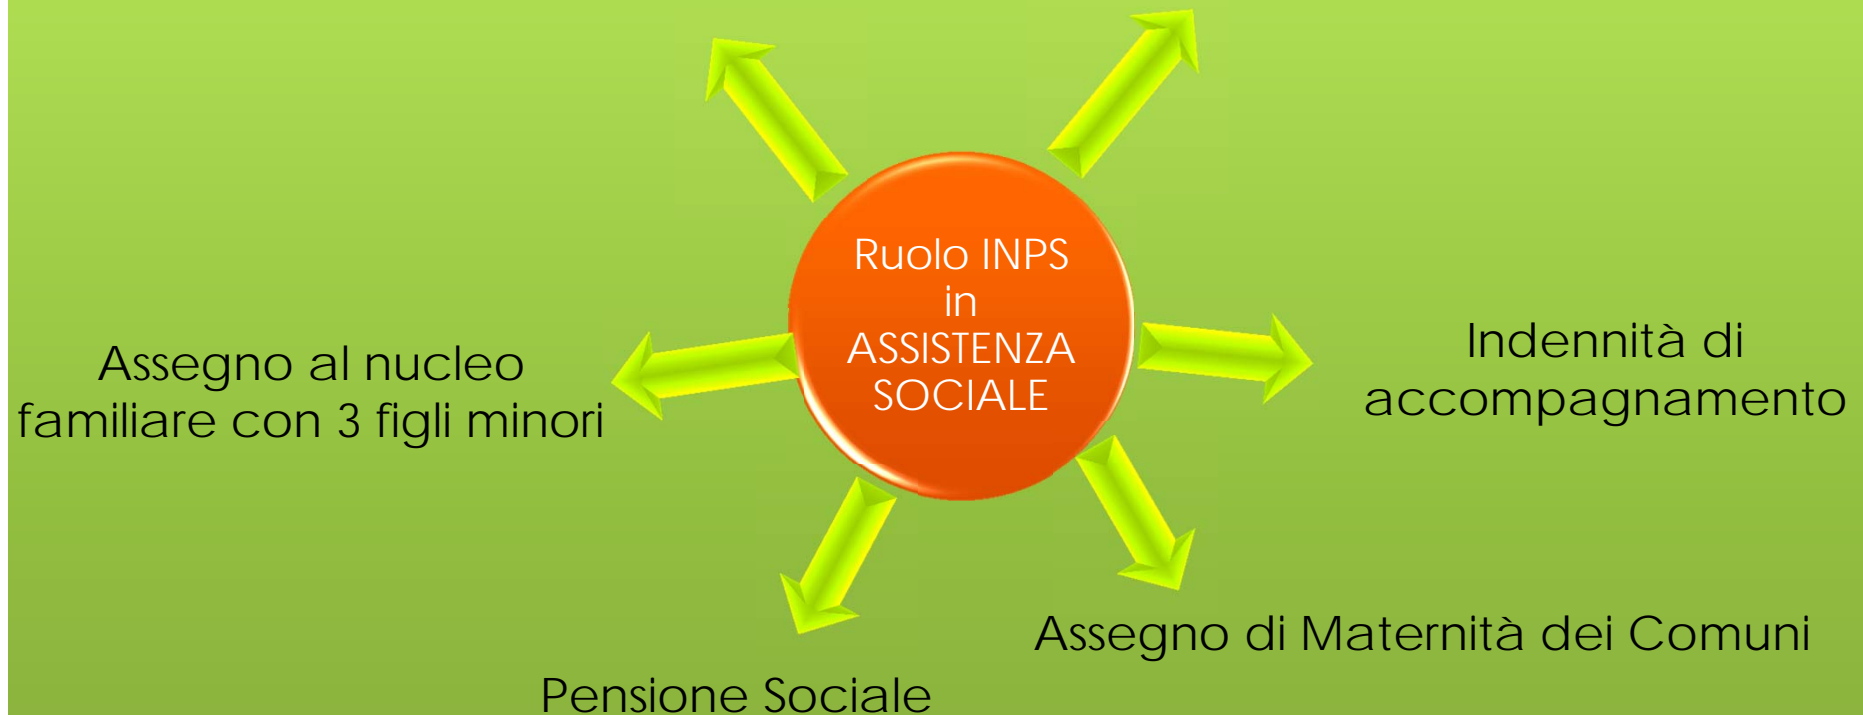 Ruolo INPS
in
ASSISTENZA
SOCIALE
Assegno al nucleo
familiare con 3 figli minori
Indennità di
accompagnamento
Assegno di Maternità dei Comuni
Pensione Sociale